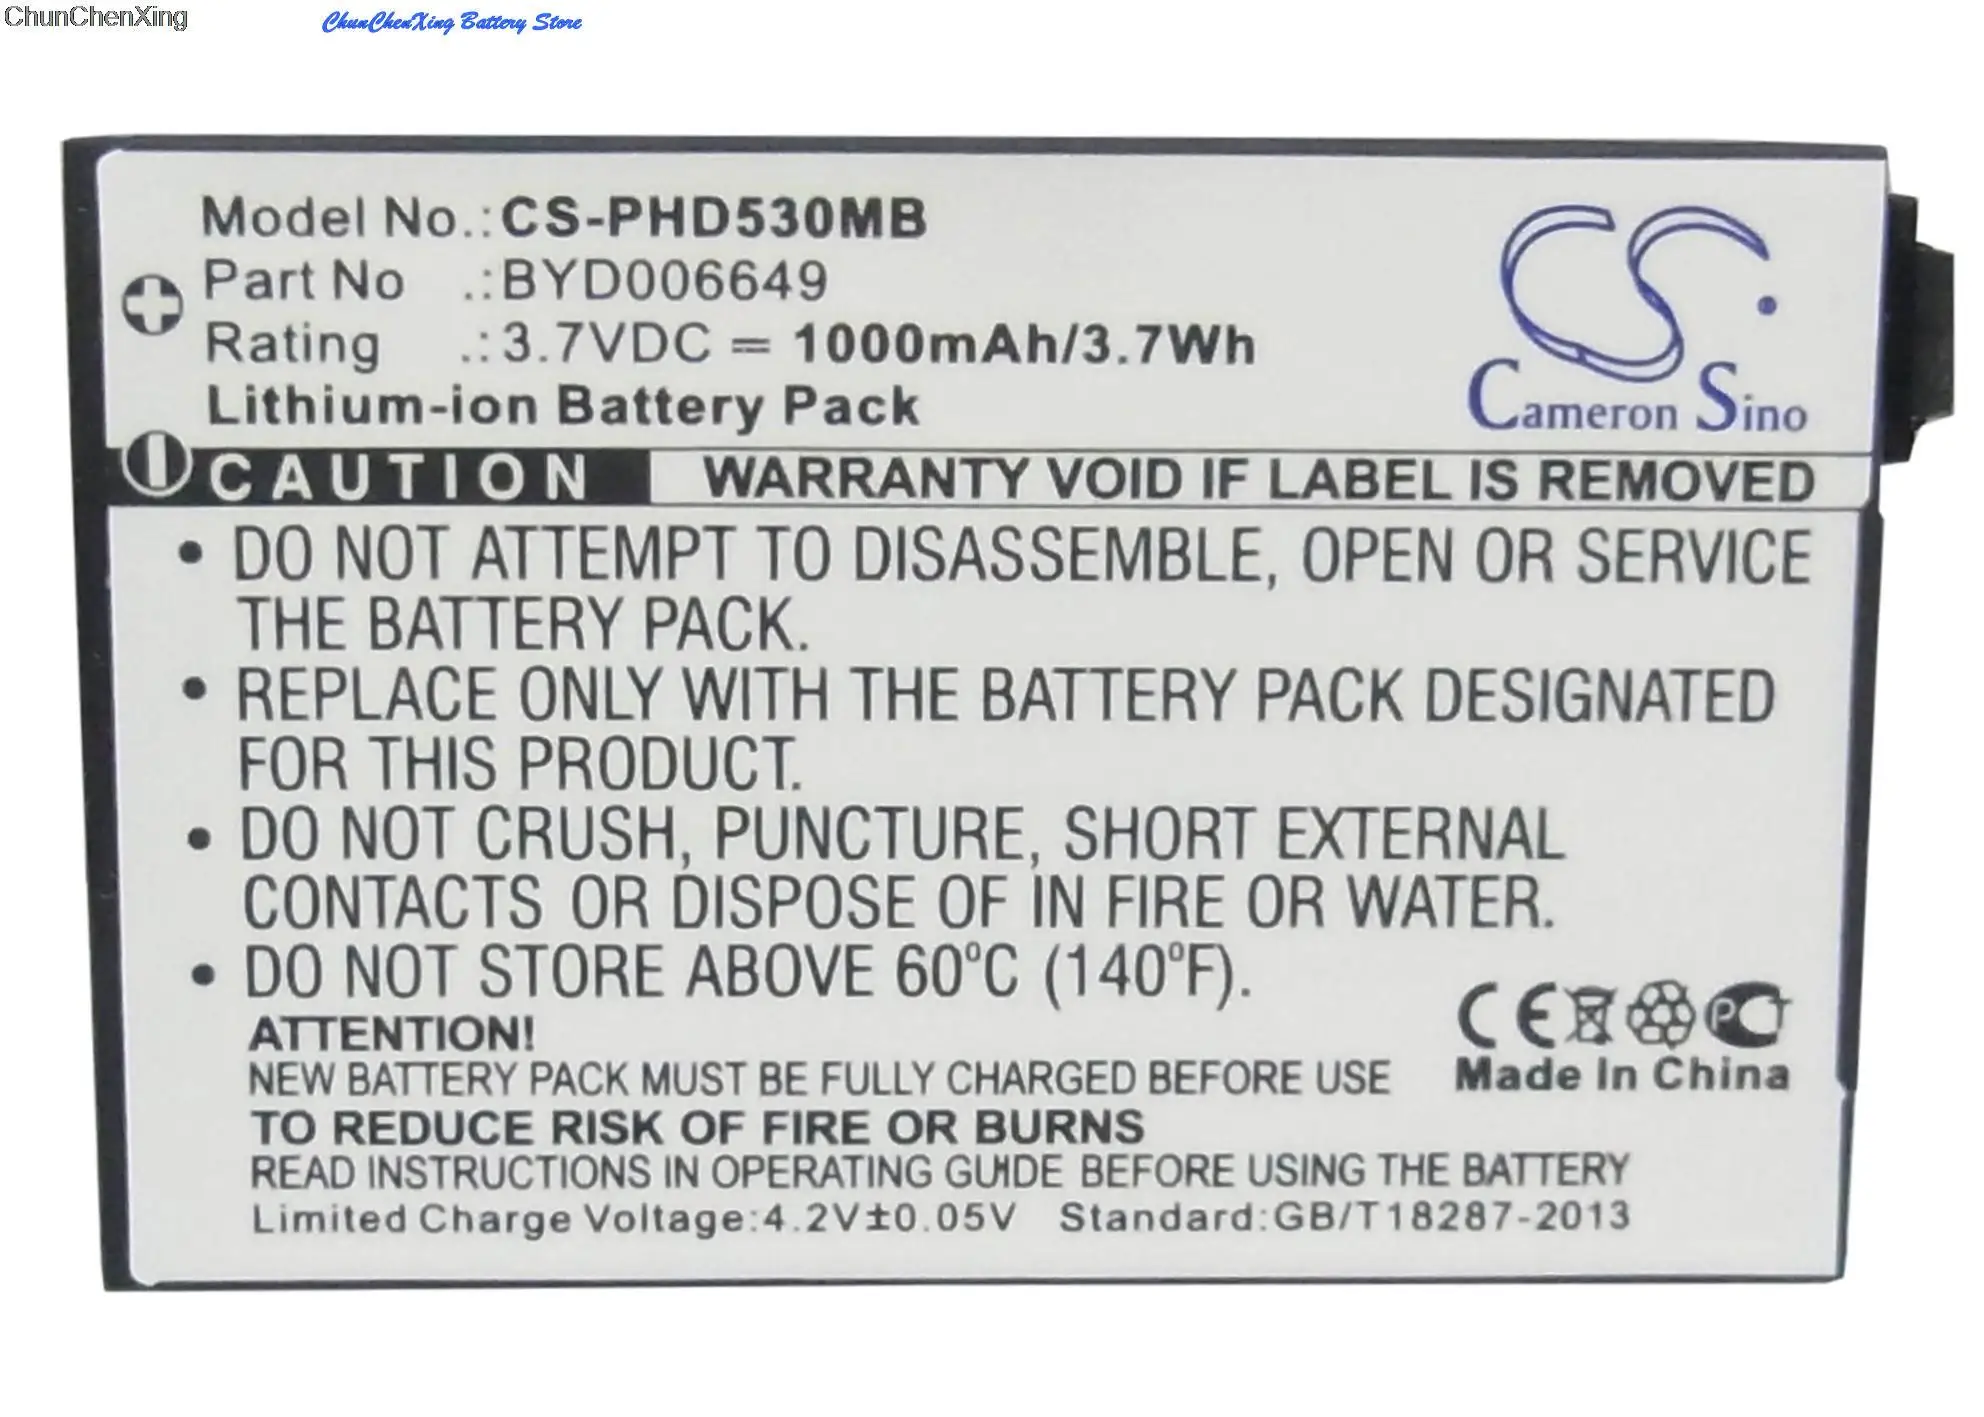 ChunChenXing
ChunChenXing Battery Store
Model No.:CS-PHD530MB
Part No .:BYD006649
Rating .:3.7VDC = 1000mAh/3.7Wh
Lithium-ion Battery Pack
CS
Cameron Sino
CAUTION WARRANTY VOID IF LABEL IS REMOVED
• DO NOT ATTEMPT TO DISASSEMBLE, OPEN OR SERVICE
THE BATTERY PACK.
• REPLACE ONLY WITH THE BATTERY PACK DESIGNATED
FOR THIS PRODUCT.
• DO NOT CRUSH, PUNCTURE, SHORT EXTERNAL
CONTACTS OR DISPOSE OF IN FIRE OR WATER.
• DO NOT STORE ABOVE 60°C (140°F).
ATTENTION!
NEW BATTERY PACK MUST BE FULLY CHARGED BEFORE USE
TO REDUCE RISK OF FIRE OR BURNS
READ INSTRUCTIONS IN OPERATING GUIDE BEFORE USING THE BATTERY
Limited Charge Voltage:4.2V±0.05V Standard:GB/T18287-2013
CE PCT
Made In China